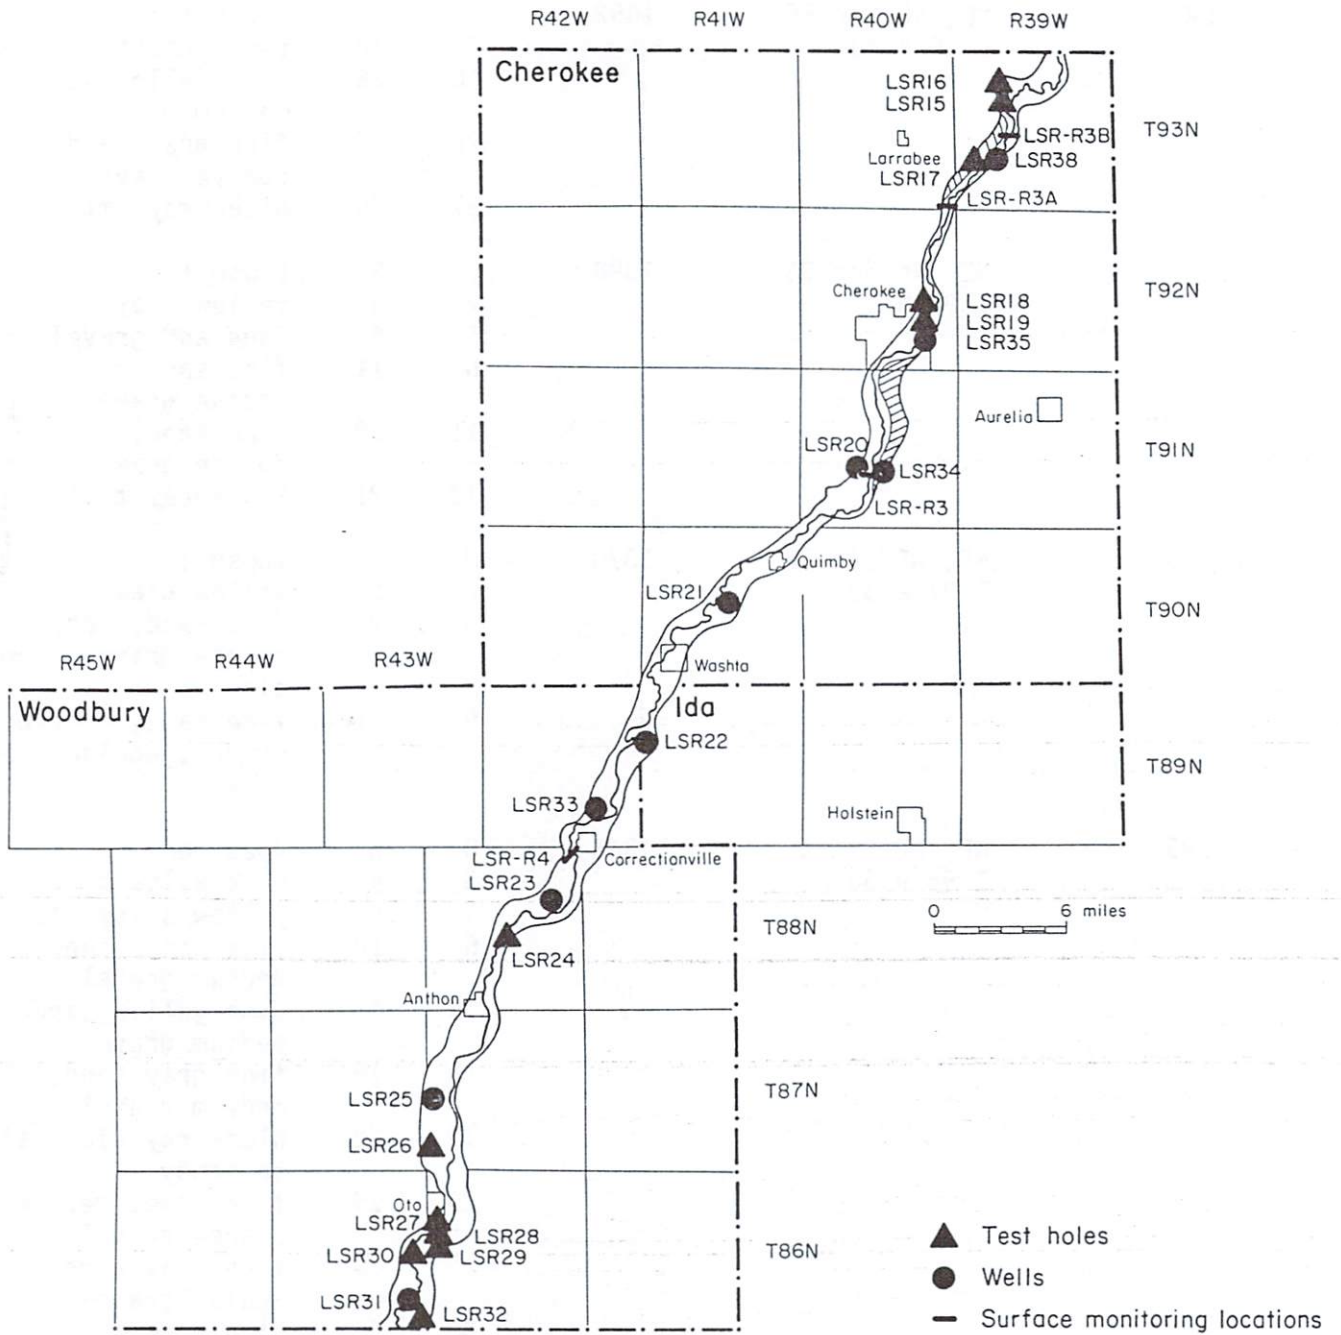 R42W R41W R40W R39W
Cherokee
LSR16
LSR15
T93N
LSR-R3B
Larrabee
LSR38
LSR17
LSR-R3A
T92N
Cherokee
LSR18
LSR19
LSR35
Aurelia
LSR20
T91N
LSR34
LSR-R3
Quimby
LSR21
T90N
R45W R44W R43W
Washta
Woodbury
Ida
LSR22
T89N
LSR33
Holstein
LSR-R4
Correctionville
LSR23
0 6 miles
T88N
LSR24
Anthon
T87N
LSR25
LSR26
Oto
LSR27
LSR28
LSR30
LSR29
T86N
LSR31
LSR32
Test holes
Wells
Surface monitoring locations